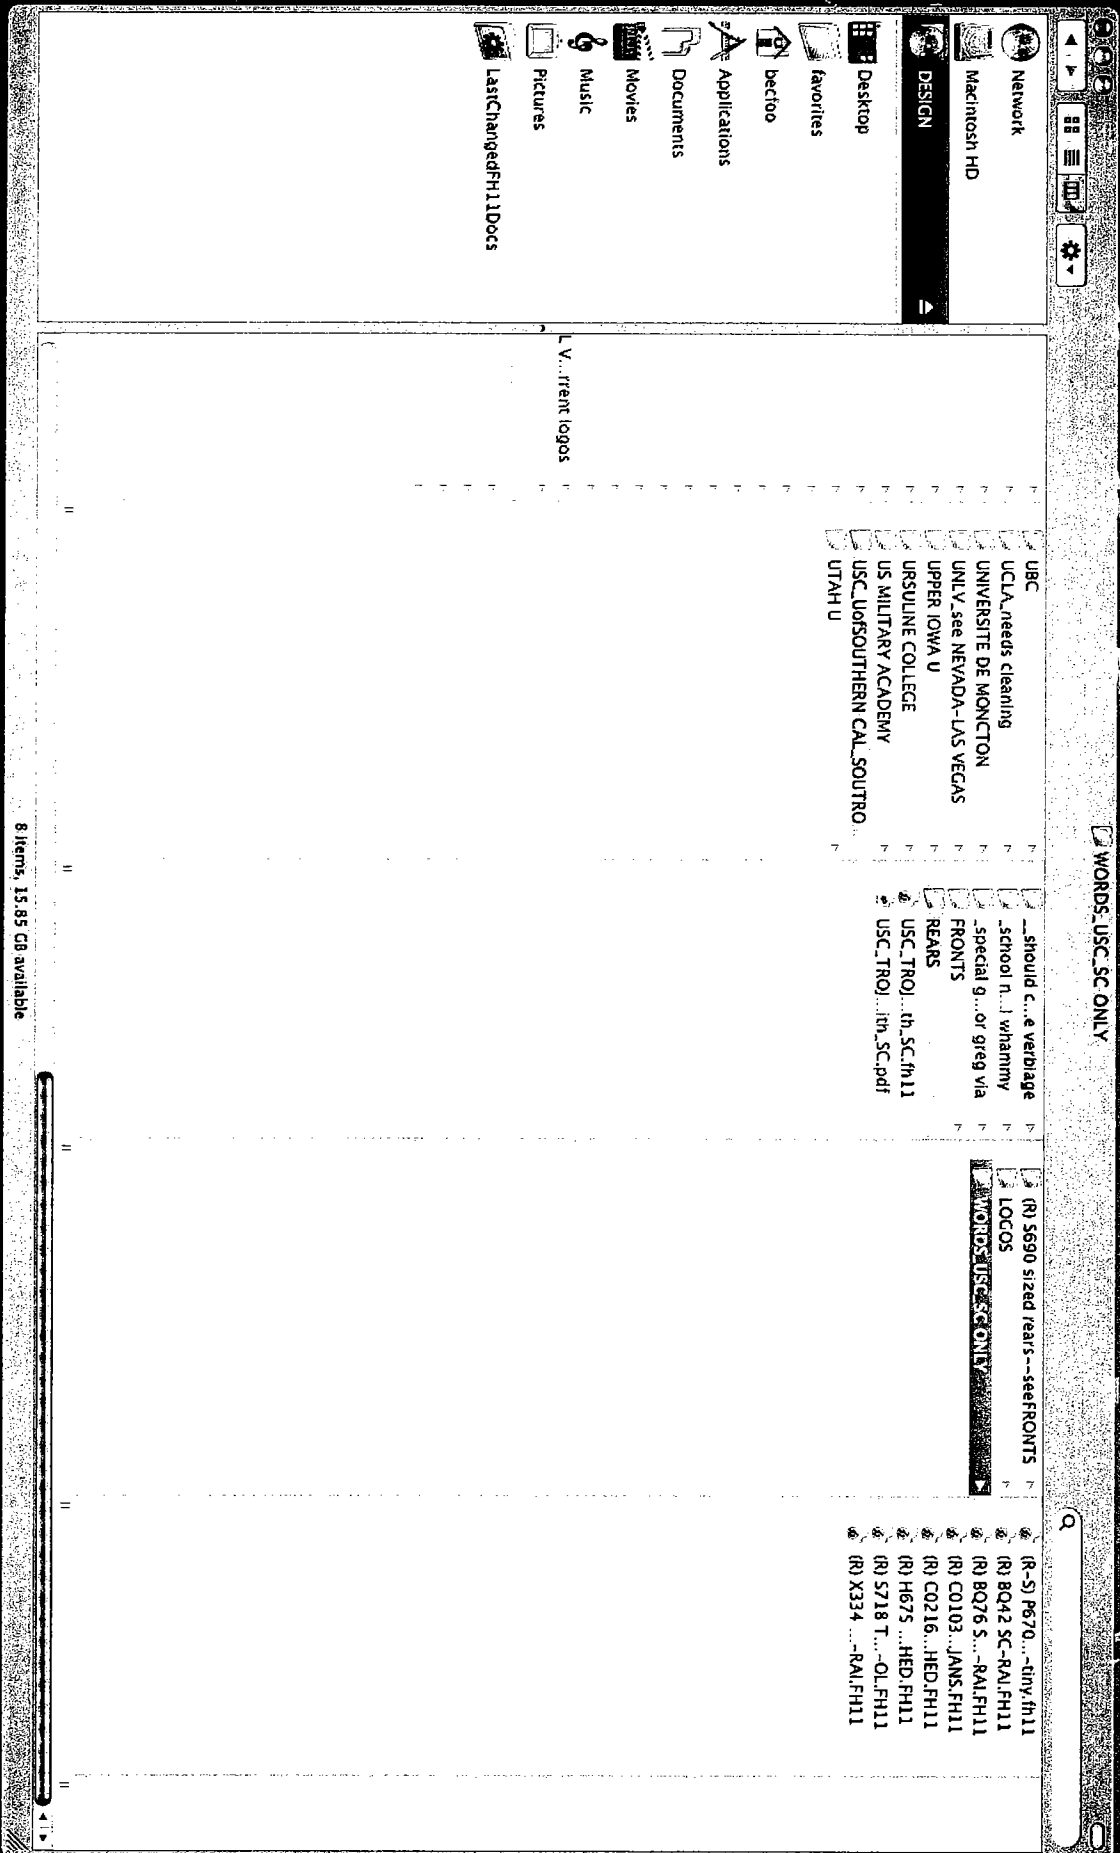 WORDS_USC_SC ONLY
Network
Macintosh HD
DESIGN
Desktop
favorites
becfoo
Applications
Documents
Movies
Music
Pictures
LastChangedFH11Docs
L V...rrent logos
UBC
UCLA_needs cleaning
UNIVERSITE DE MONCTON
UNLV_see NEVADA-LAS VEGAS
UPPER IOWA U
URSULINE COLLEGE
US MILITARY ACADEMY
USC_UofSOUTHERN CAL_SOUTRO
UTAH U
__should c...e verbiage
_school n...l whammy
_special g...or greg via
FRONTS
REARS
USC_TROJ...th_SC.fh11
USC_TROJ...ith_SC.pdf
(R) S690 sized rears--seeFRONTS
LOGOS
WORDS_USC_SC ONLY
(R-S) P670...~tiny.fh11
(R) BQ42 SC~RAI.FH11
(R) BQ76 S...~RAI.FH11
(R) C0103...JANS.FH11
(R) C0216...HED.FH11
(R) H675 ...HED.FH11
(R) S718 T...~OL.FH11
(R) X334 ...~RAI.FH11
8 items, 15.85 GB available